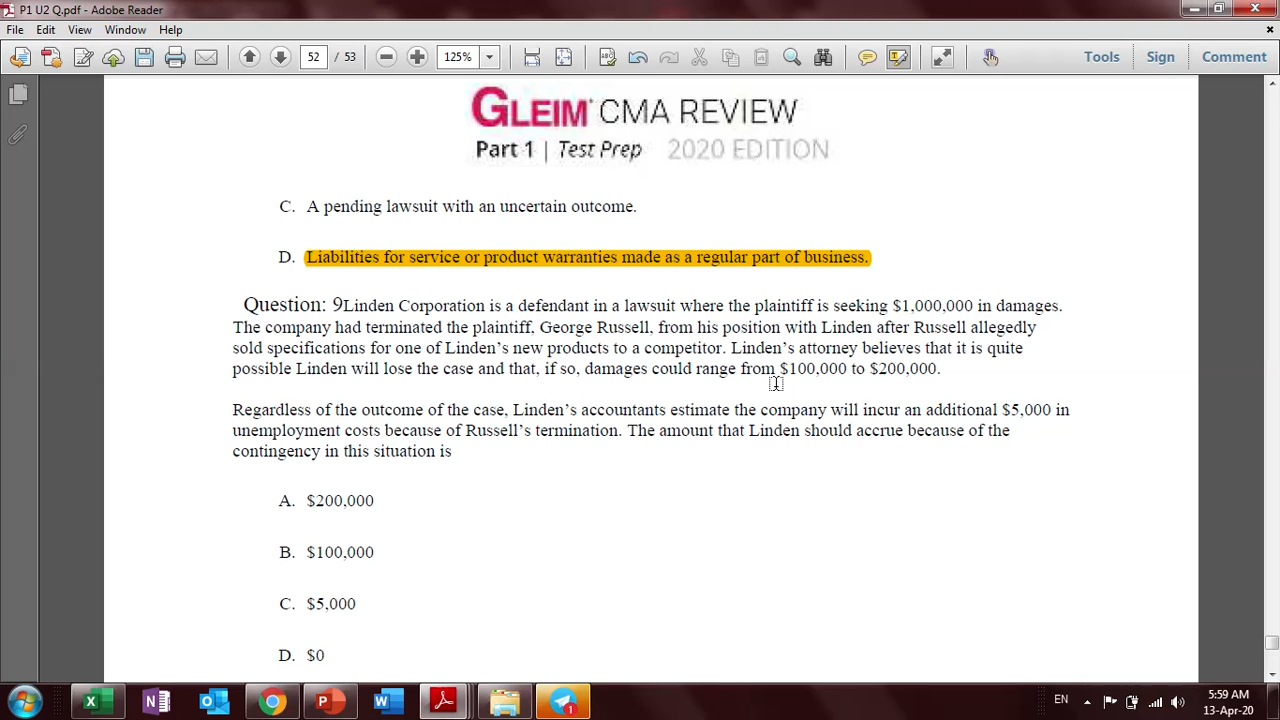 P1 U2 Q.pdf - Adobe Reader
File Edit View Window Help
52 / 53 125% Tools Sign Comment
GLEIM® CMA REVIEW
Part 1 | Test Prep 2020 EDITION
C. A pending lawsuit with an uncertain outcome.
D. Liabilities for service or product warranties made as a regular part of business.
Question: 9Linden Corporation is a defendant in a lawsuit where the plaintiff is seeking $1,000,000 in damages.
The company had terminated the plaintiff, George Russell, from his position with Linden after Russell allegedly
sold specifications for one of Linden’s new products to a competitor. Linden’s attorney believes that it is quite
possible Linden will lose the case and that, if so, damages could range from $100,000 to $200,000.
Regardless of the outcome of the case, Linden’s accountants estimate the company will incur an additional $5,000 in
unemployment costs because of Russell’s termination. The amount that Linden should accrue because of the
contingency in this situation is
A. $200,000
B. $100,000
C. $5,000
D. $0
EN 5:59 AM
13-Apr-20